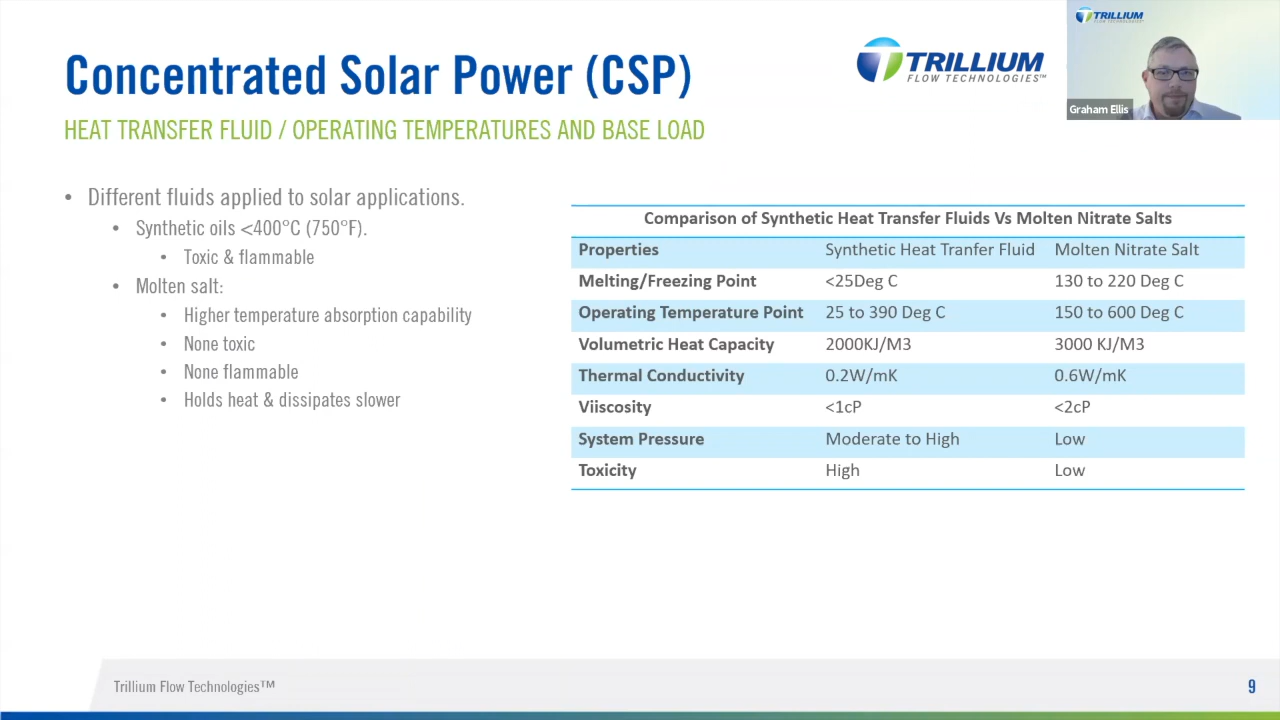 Concentrated Solar Power (CSP)
HEAT TRANSFER FLUID / OPERATING TEMPERATURES AND BASE LOAD
TRILLIUM
FLOW TECHNOLOGIES™
TRILLIUM
FLOW TECHNOLOGIES
Graham Ellis
• Different fluids applied to solar applications.
• Synthetic oils <400°C (750°F).
• Toxic & flammable
• Molten salt:
• Higher temperature absorption capability
• None toxic
• None flammable
• Holds heat & dissipates slower
Comparison of Synthetic Heat Transfer Fluids Vs Molten Nitrate Salts
Properties Synthetic Heat Tranfer Fluid Molten Nitrate Salt
Melting/Freezing Point <25Deg C 130 to 220 Deg C
Operating Temperature Point 25 to 390 Deg C 150 to 600 Deg C
Volumetric Heat Capacity 2000KJ/M3 3000 KJ/M3
Thermal Conductivity 0.2W/mK 0.6W/mK
Viiscosity <1cP <2cP
System Pressure Moderate to High Low
Toxicity High Low
Trillium Flow Technologies™
9